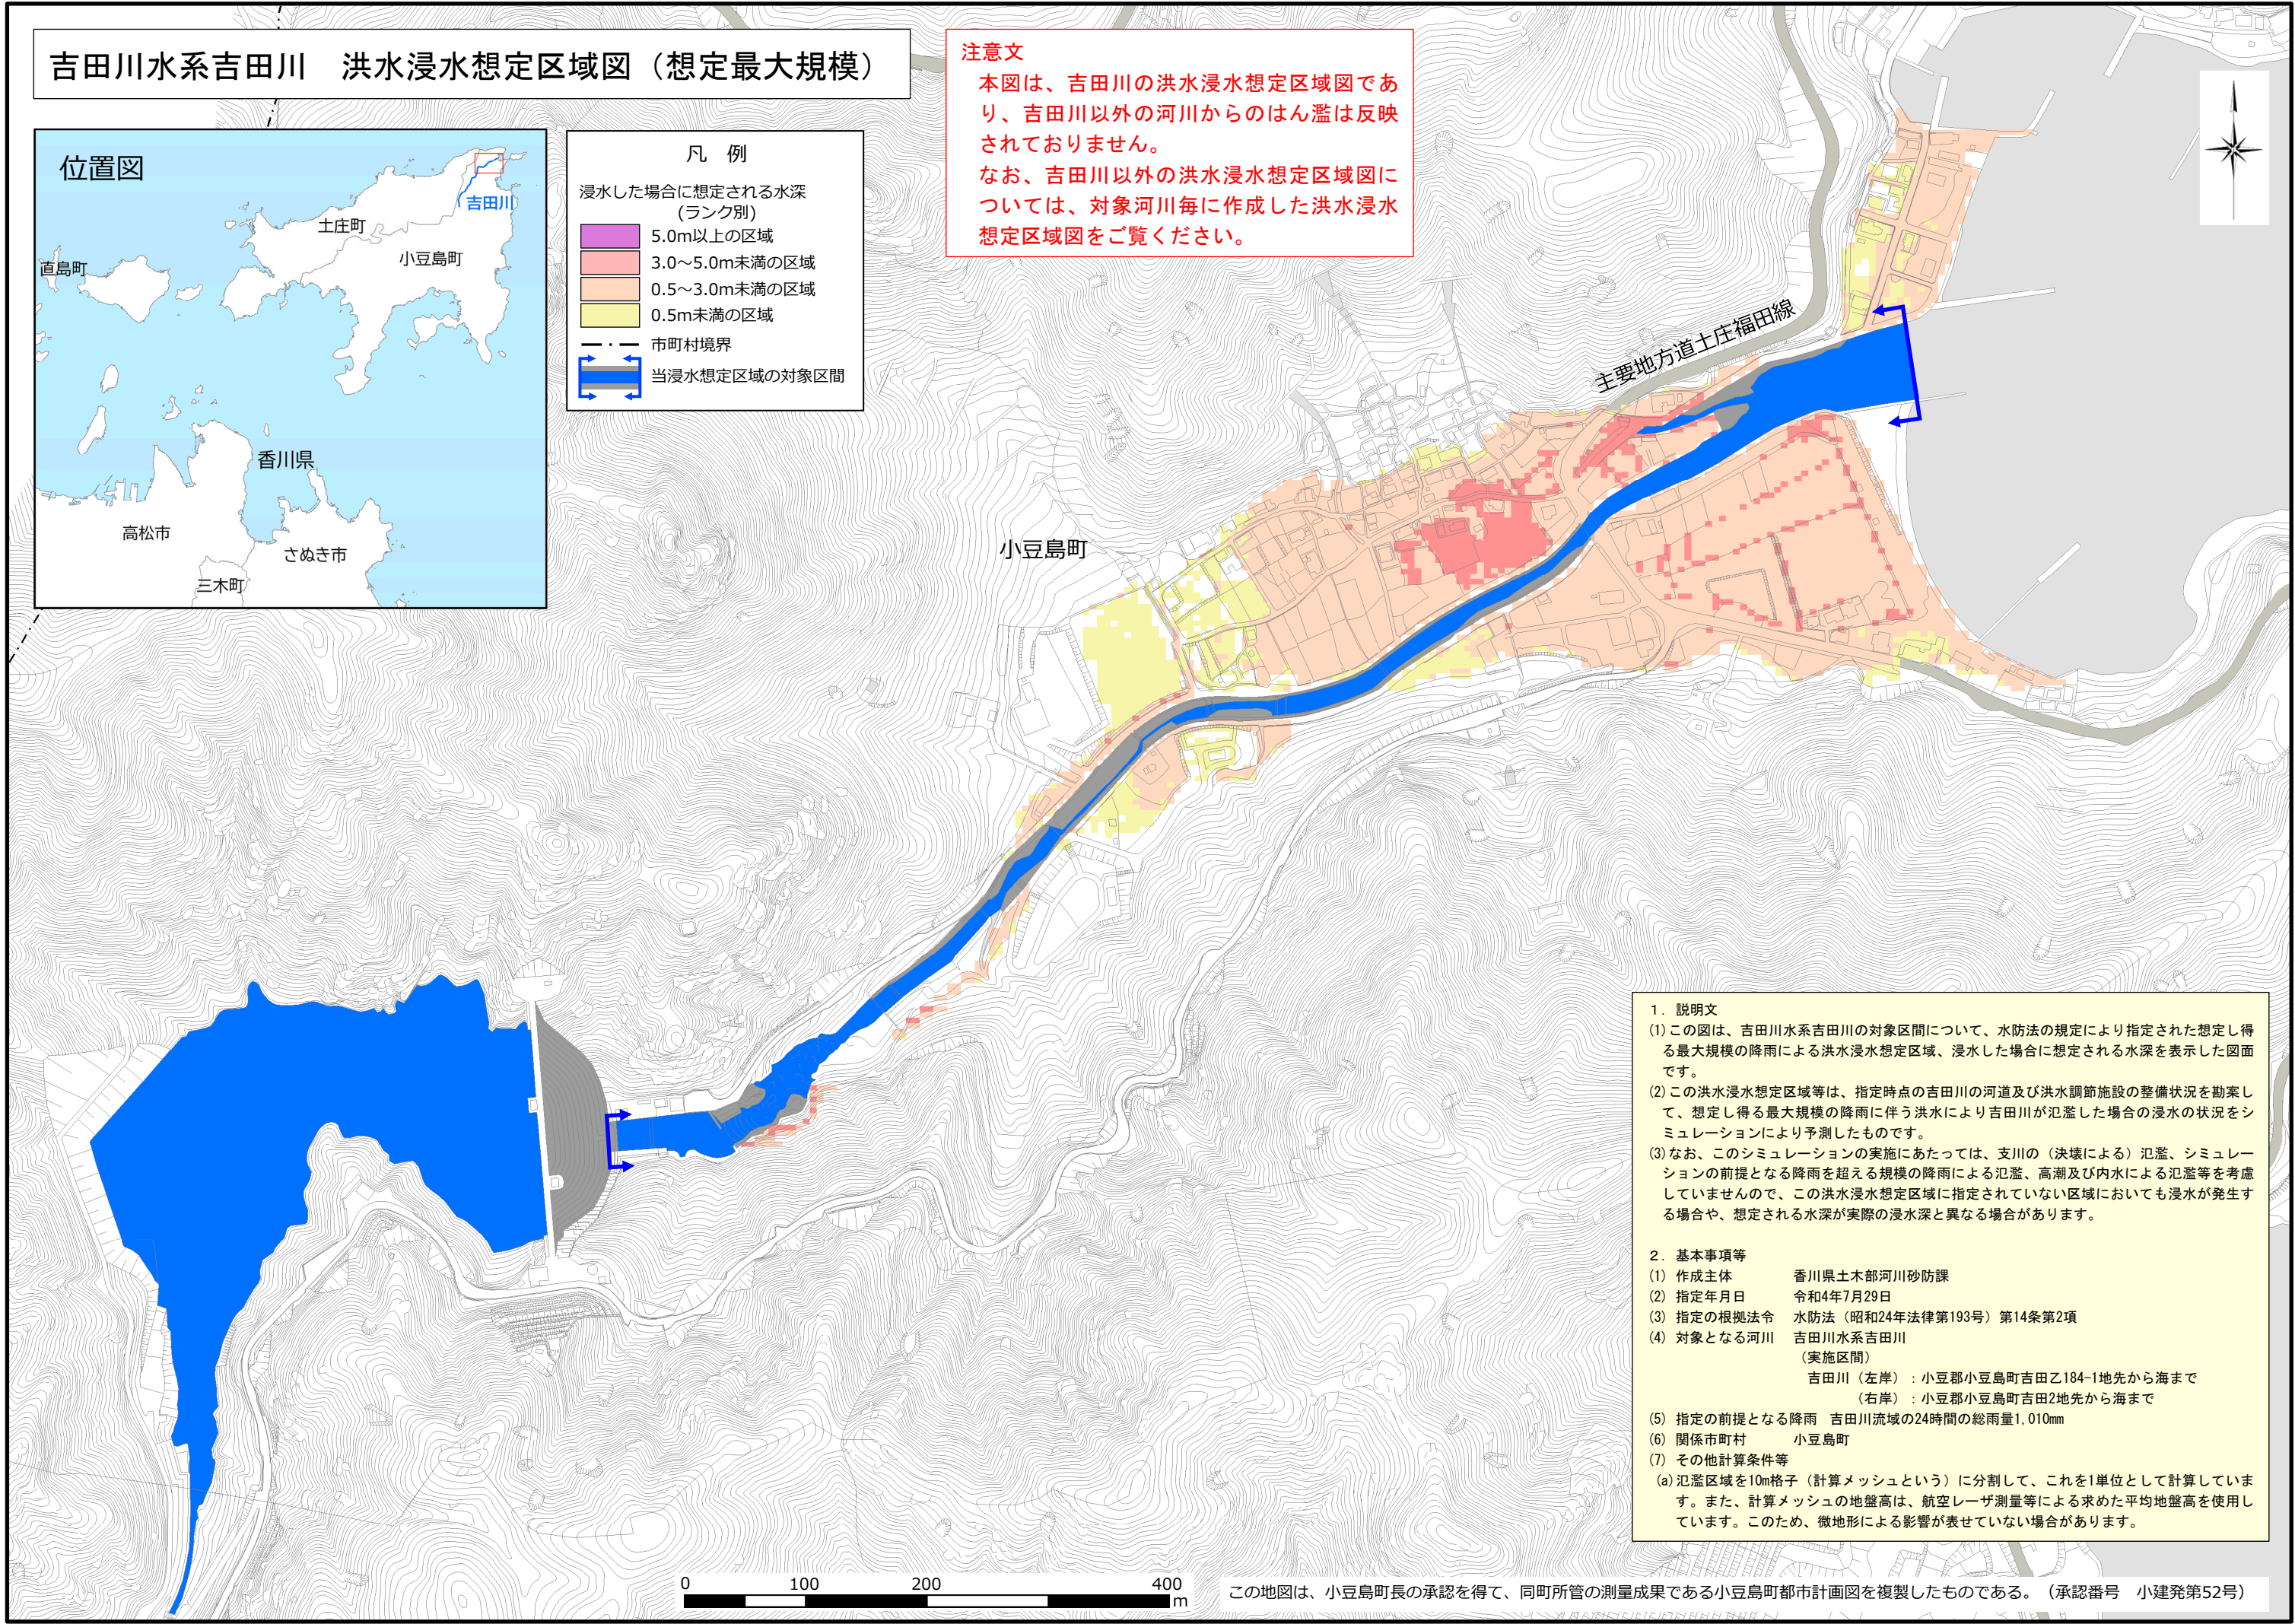 吉田川水系吉田川　洪水浸水想定区域図（想定最大規模）
位置図
吉田川
土庄町
小豆島町
直島町
香川県
高松市
さぬき市
三木町
凡　例
浸水した場合に想定される水深
(ランク別)
5.0m以上の区域
3.0～5.0m未満の区域
0.5～3.0m未満の区域
0.5m未満の区域
市町村境界
当浸水想定区域の対象区間
注意文
本図は、吉田川の洪水浸水想定区域図であ
り、吉田川以外の河川からのはん濫は反映
されておりません。
なお、吉田川以外の洪水浸水想定区域図に
ついては、対象河川毎に作成した洪水浸水
想定区域図をご覧ください。
主要地方道土庄福田線
小豆島町
1．説明文
(1)この図は、吉田川水系吉田川の対象区間について、水防法の規定により指定された想定し得
る最大規模の降雨による洪水浸水想定区域、浸水した場合に想定される水深を表示した図面
です。
(2)この洪水浸水想定区域等は、指定時点の吉田川の河道及び洪水調節施設の整備状況を勘案し
て、想定し得る最大規模の降雨に伴う洪水により吉田川が氾濫した場合の浸水の状況をシ
ミュレーションにより予測したものです。
(3)なお、このシミュレーションの実施にあたっては、支川の（決壊による）氾濫、シミュレー
ションの前提となる降雨を超える規模の降雨による氾濫、高潮及び内水による氾濫等を考慮
していませんので、この洪水浸水想定区域に指定されていない区域においても浸水が発生す
る場合や、想定される水深が実際の浸水深と異なる場合があります。
2．基本事項等
(1) 作成主体　香川県土木部河川砂防課
(2) 指定年月日　令和4年7月29日
(3) 指定の根拠法令　水防法（昭和24年法律第193号）第14条第2項
(4) 対象となる河川　吉田川水系吉田川
（実施区間）
吉田川（左岸）：小豆郡小豆島町吉田乙184-1地先から海まで
（右岸）：小豆郡小豆島町吉田2地先から海まで
(5) 指定の前提となる降雨　吉田川流域の24時間の総雨量1,010mm
(6) 関係市町村　小豆島町
(7) その他計算条件等
(a)氾濫区域を10m格子（計算メッシュという）に分割して、これを1単位として計算していま
す。また、計算メッシュの地盤高は、航空レーザ測量等による求めた平均地盤高を使用し
ています。このため、微地形による影響が表せていない場合があります。
0 100 200 400
m
この地図は、小豆島町長の承認を得て、同町所管の測量成果である小豆島町都市計画図を複製したものである。（承認番号　小建発第52号）